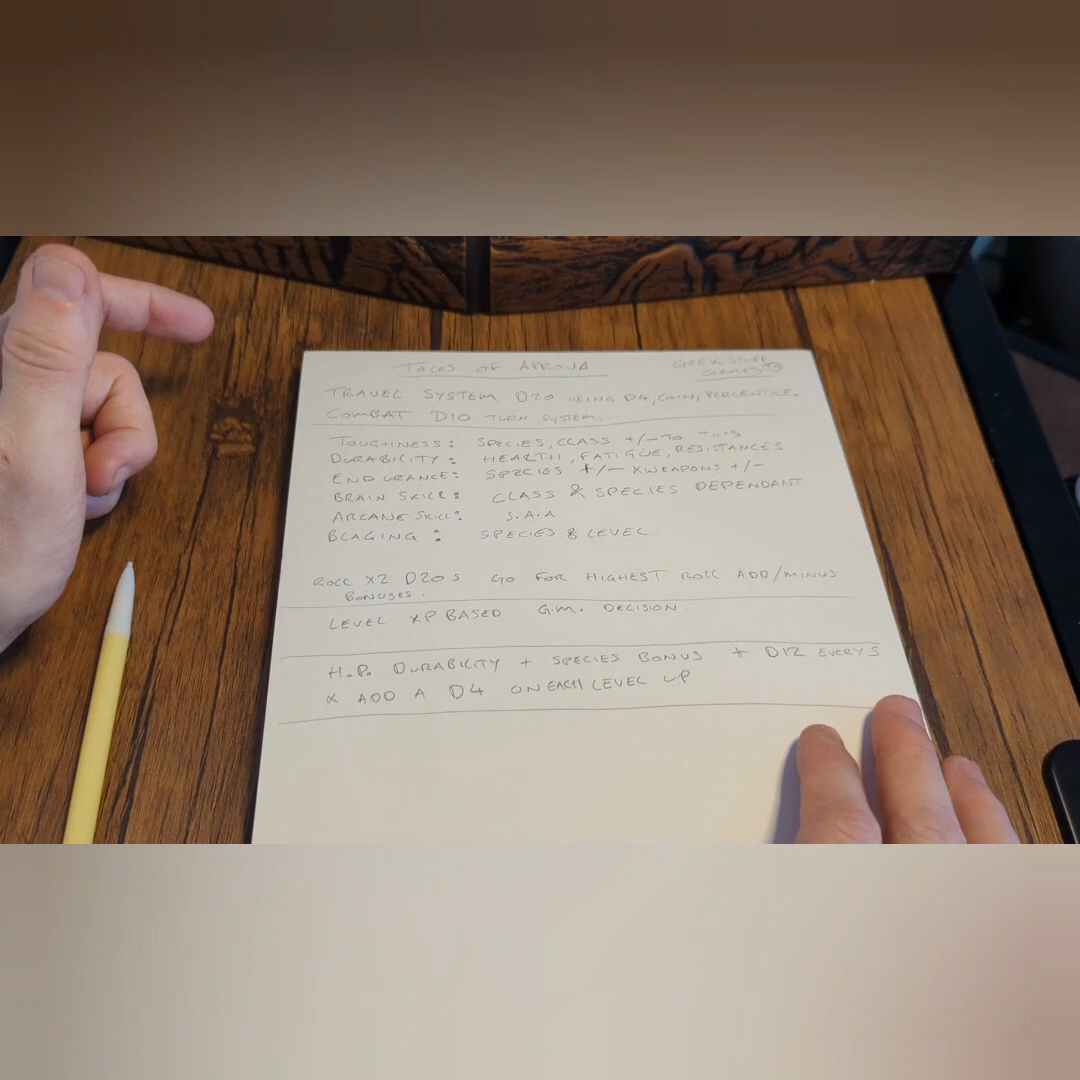 TALES OF APROVA
GEEK STUFF
GAMES
TRAVEL SYSTEM D20 USING D4, COIN, PERCENTILE.
COMBAT D10 TURN SYSTEM.
TOUGHNESS: SPECIES, CLASS +/- TO THIS
DURABILITY: HEALTH, FATIGUE, RESISTANCES
ENDURANCE: SPECIES +/- & WEAPONS +/-
BRAIN SKILL: CLASS & SPECIES DEPENDANT
ARCANE SKILL: S.A.A
BLAGING: SPECIES & LEVEL
ROLL X2 D20S GO FOR HIGHEST ROLL ADD/MINUS
BONUSES.
LEVEL XP BASED G.M. DECISION
H.P. DURABILITY + SPECIES BONUS + D12 EVERY 5
& ADD A D4 ON EACH LEVEL UP